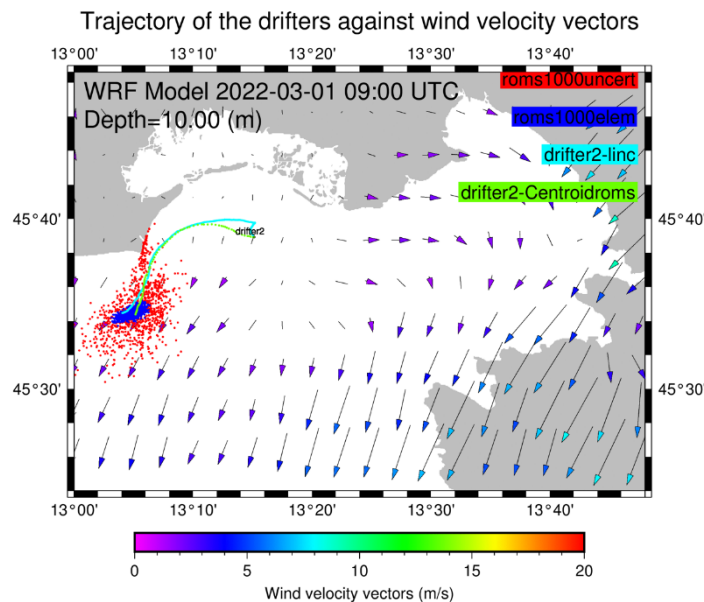 Trajectory of the drifters against wind velocity vectors
13°00' 13°10' 13°20' 13°30' 13°40'
WRF Model 2022-03-01 09:00 UTC
Depth=10.00 (m)
roms1000uncert
roms1000elem
drifter2-linc
drifter2-Centroidroms
45°40' 45°40'
drifter2
45°30' 45°30'
13°00' 13°10' 13°20' 13°30' 13°40'
0 5 10 15 20
Wind velocity vectors (m/s)